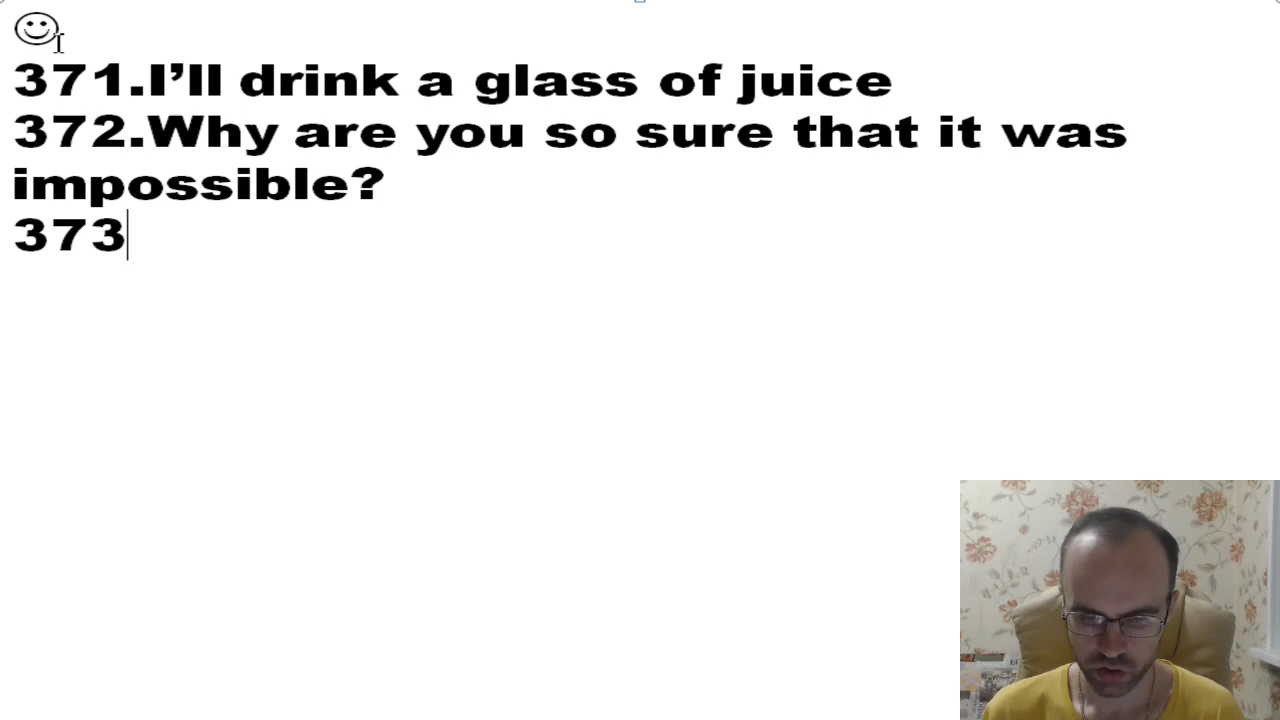 371.I’ll drink a glass of juice
372.Why are you so sure that it was
impossible?
373